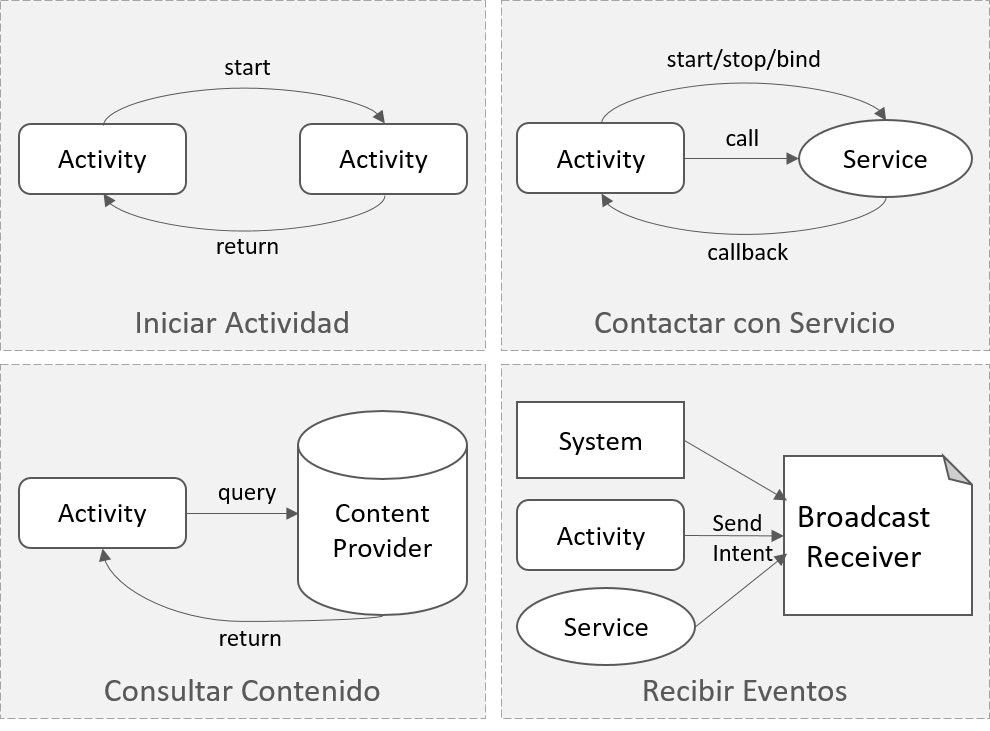 start
Activity
Activity
return
Iniciar Actividad
start/stop/bind
Activity
call
Service
callback
Contactar con Servicio
Activity
query
Content
Provider
return
Consultar Contenido
System
Activity
Send
Intent
Service
Broadcast
Receiver
Recibir Eventos